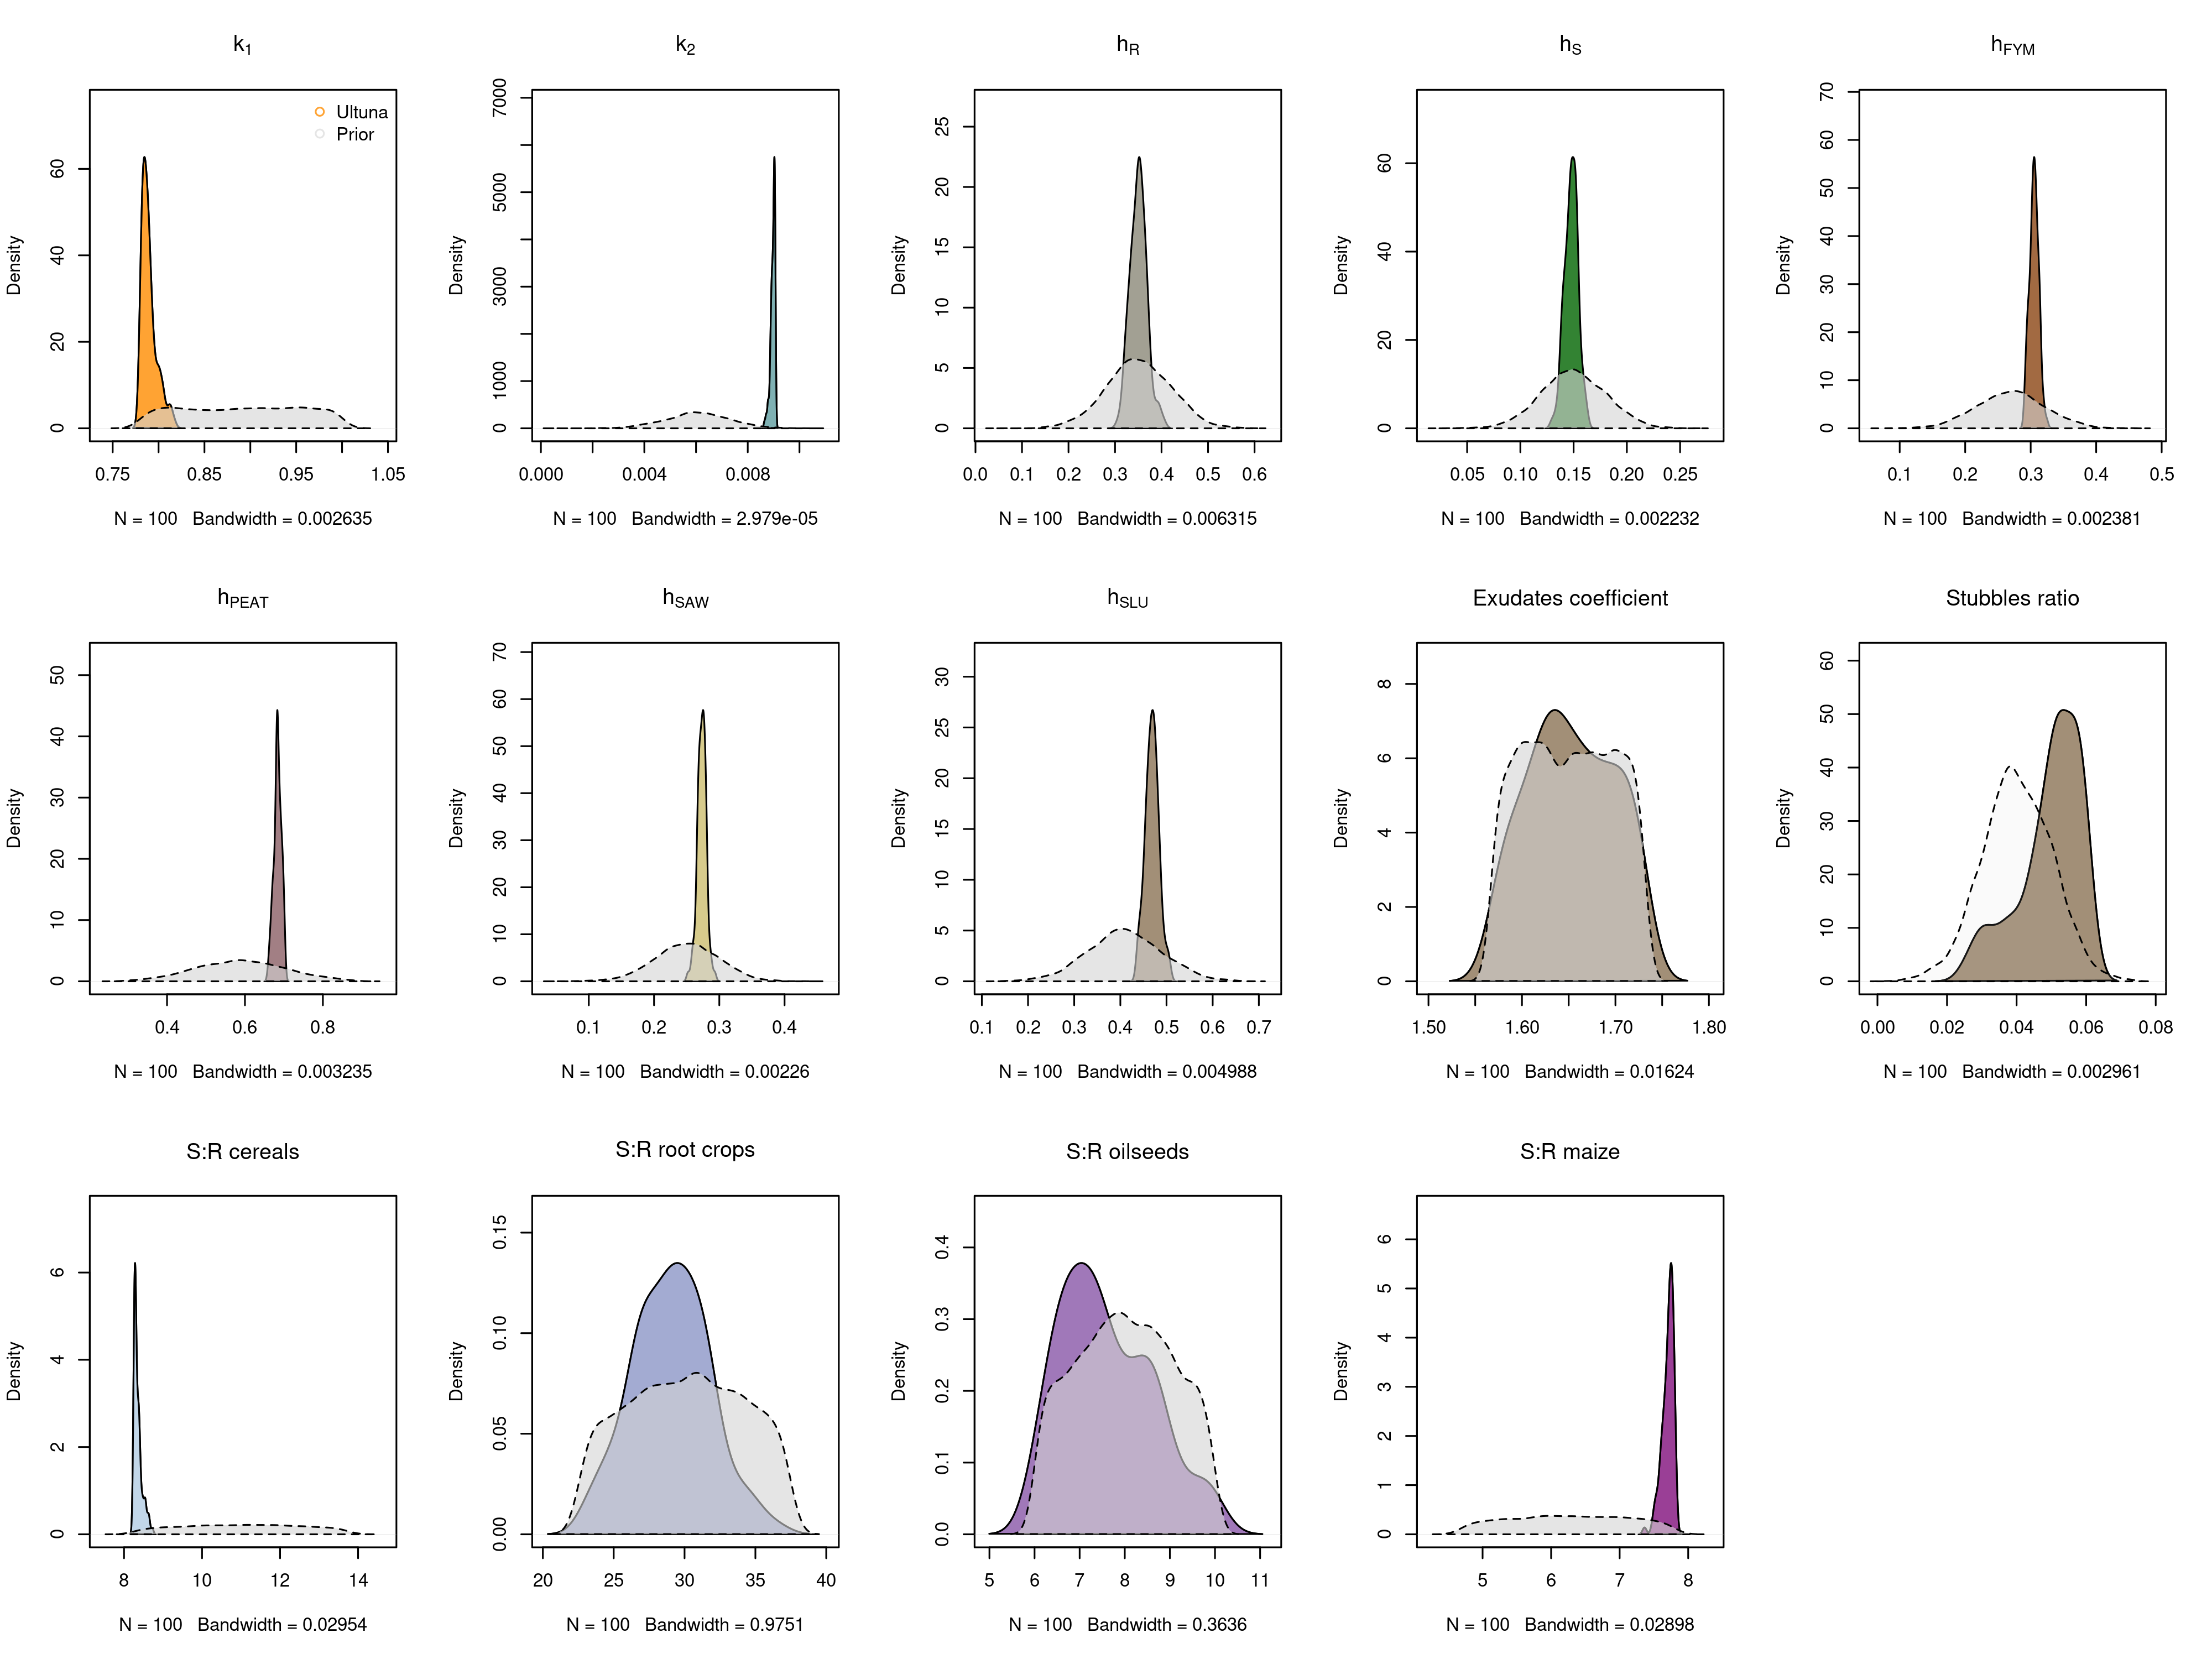 k1
Density
0 20 40 60
0.75 0.85 0.95 1.05
N = 100 Bandwidth = 0.002635
Ultuna
Prior
k2
Density
0 1000 3000 5000 7000
0.000 0.004 0.008
N = 100 Bandwidth = 2.979e-05
hR
Density
0 5 10 15 20 25
0.0 0.1 0.2 0.3 0.4 0.5 0.6
N = 100 Bandwidth = 0.006315
hS
Density
0 20 40 60
0.05 0.10 0.15 0.20 0.25
N = 100 Bandwidth = 0.002232
hFYM
Density
0 10 20 30 40 50 60 70
0.1 0.2 0.3 0.4 0.5
N = 100 Bandwidth = 0.002381
hPEAT
Density
0 10 20 30 40 50
0.4 0.6 0.8
N = 100 Bandwidth = 0.003235
hSAW
Density
0 10 20 30 40 50 60 70
0.1 0.2 0.3 0.4
N = 100 Bandwidth = 0.00226
hSLU
Density
0 5 10 15 20 25 30
0.1 0.2 0.3 0.4 0.5 0.6 0.7
N = 100 Bandwidth = 0.004988
Exudates coefficient
Density
0 2 4 6 8
1.50 1.60 1.70 1.80
N = 100 Bandwidth = 0.01624
Stubbles ratio
Density
0 10 20 30 40 50 60
0.00 0.02 0.04 0.06 0.08
N = 100 Bandwidth = 0.002961
S:R cereals
Density
0 2 4 6
8 10 12 14
N = 100 Bandwidth = 0.02954
S:R root crops
Density
0.00 0.05 0.10 0.15
20 25 30 35 40
N = 100 Bandwidth = 0.9751
S:R oilseeds
Density
0.0 0.1 0.2 0.3 0.4
5 6 7 8 9 10 11
N = 100 Bandwidth = 0.3636
S:R maize
Density
0 1 2 3 4 5 6
5 6 7 8
N = 100 Bandwidth = 0.02898